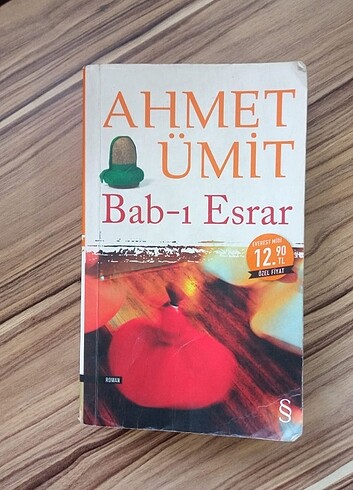 AHMET
ÜMİT
Bab-ı Esrar
EVEREST MİDİ
12.90
TL
ÖZEL FİYAT
ROMAN